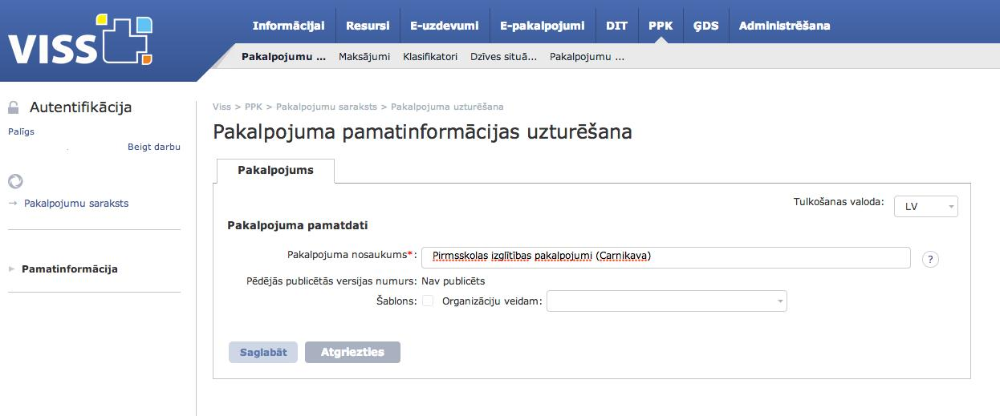 VISS
Informācijai Resursi E-uzdevumi E-pakalpojumi DIT PPK ĢDS Administrēšana
Pakalpojumu ... Maksājumi Klasifikatori Dzīves situā... Pakalpojumu ...
Autentifikācija
Palīgs
Beigt darbu
→ Pakalpojumu saraksts
Pamatinformācija
Viss > PPK > Pakalpojumu saraksts > Pakalpojuma uzturēšana
Pakalpojuma pamatinformācijas uzturēšana
Pakalpojums
Tulkošanas valoda: LV
Pakalpojuma pamatdati
Pakalpojuma nosaukums*: Pirmsskolas izglītības pakalpojumi (Carnikava) ?
Pēdējās publicētās versijas numurs: Nav publicēts
Šablons: Organizāciju veidam:
Saglabāt Atgriezties